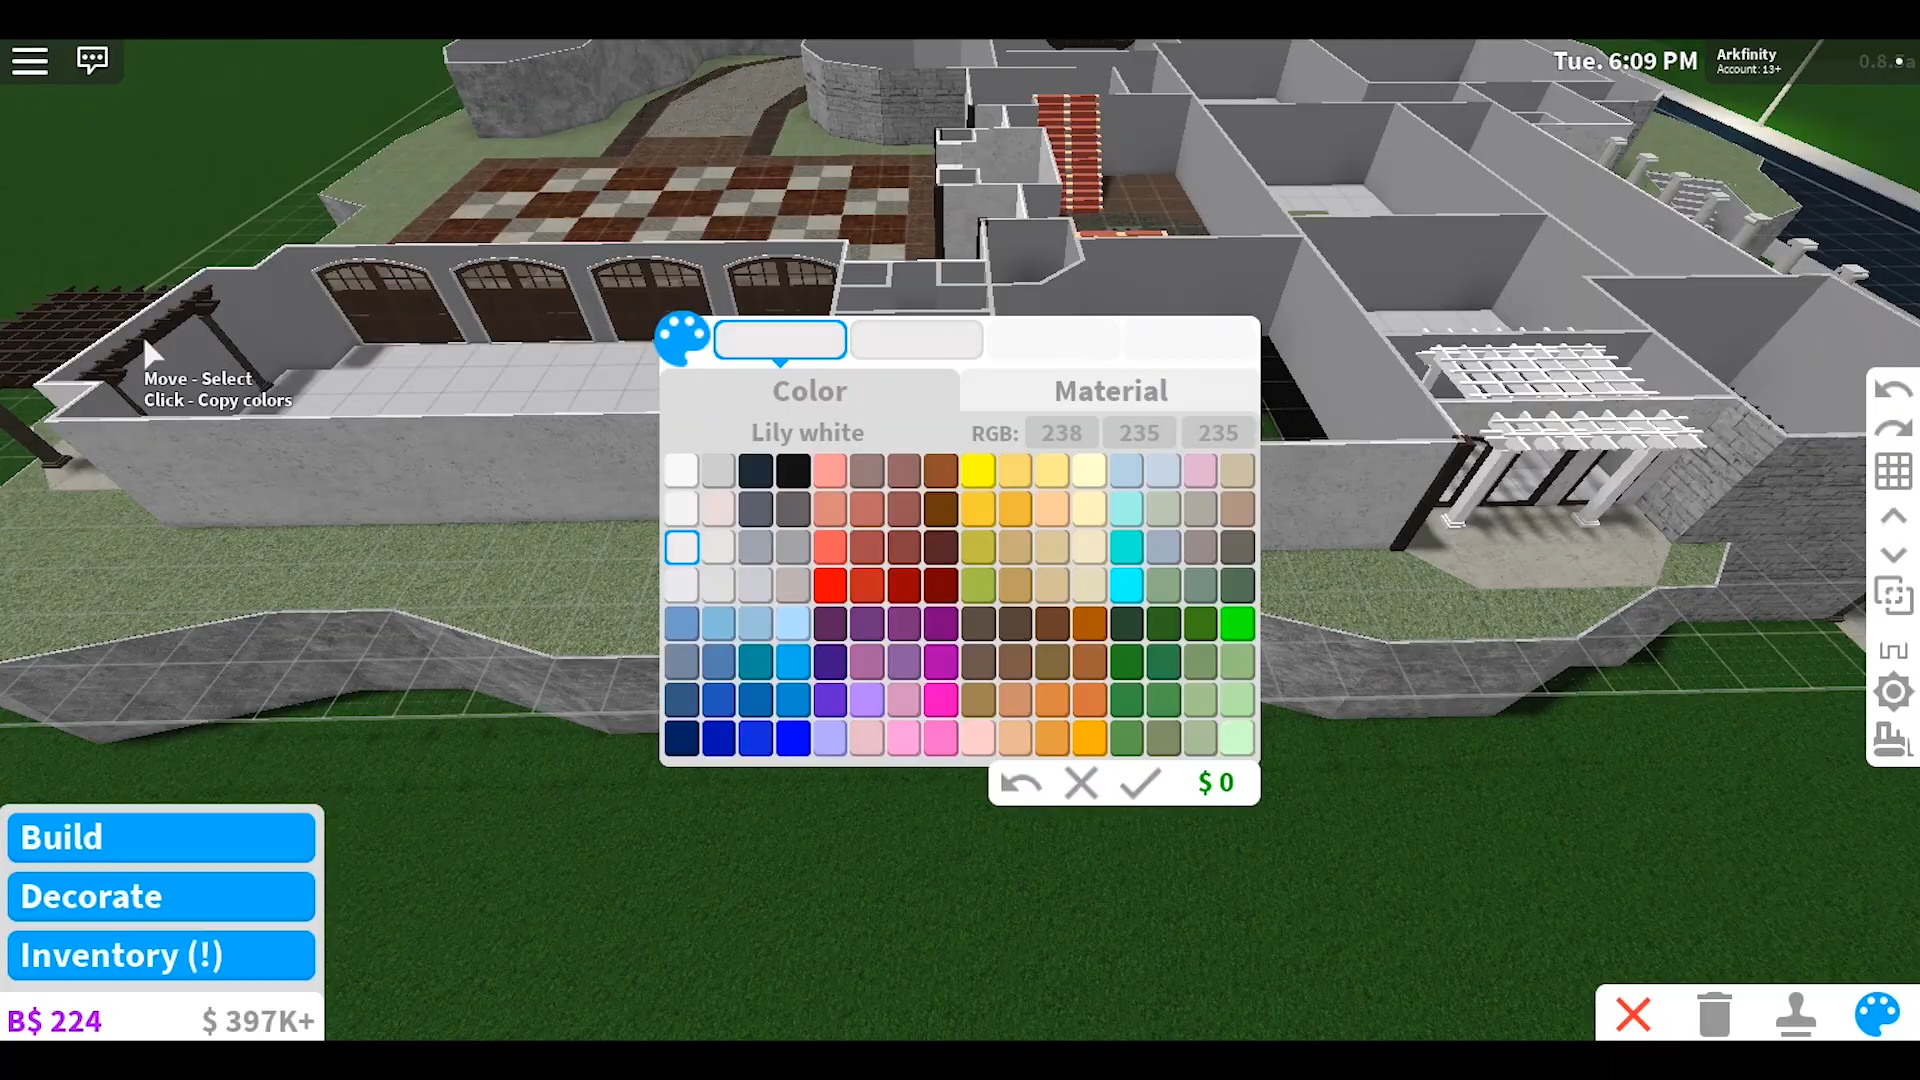 Tue. 6:09 PM
Arkfinity
Account: 13+
Move - Select
Click - Copy colors
Color
Material
Lily white
RGB: 238 235 235
$ 0
Build
Decorate
Inventory (!)
B$ 224
$ 397K+